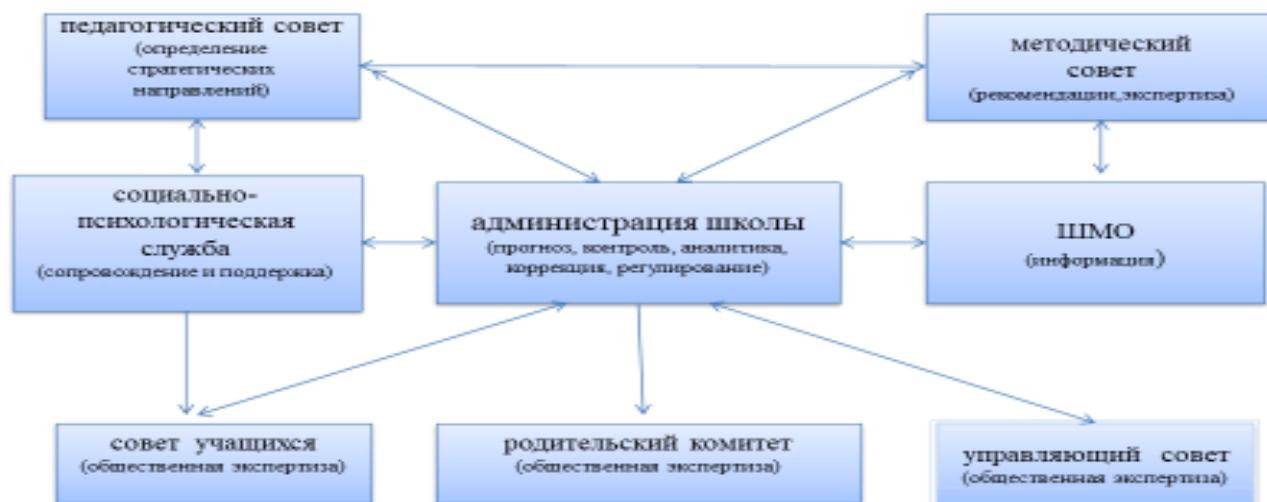 педагогический совет
(определение
стратегических
направлений)
методический
совет
(рекомендации,экспертиза)
социально-
психологическая
служба
(сопровождение и поддержка)
администрация школы
(прогноз, контроль, аналитика,
коррекция, регулирование)
ШМО
(информация)
совет учащихся
(общественная экспертиза)
родительский комитет
(общественная экспертиза)
управляющий совет
(общественная экспертиза)